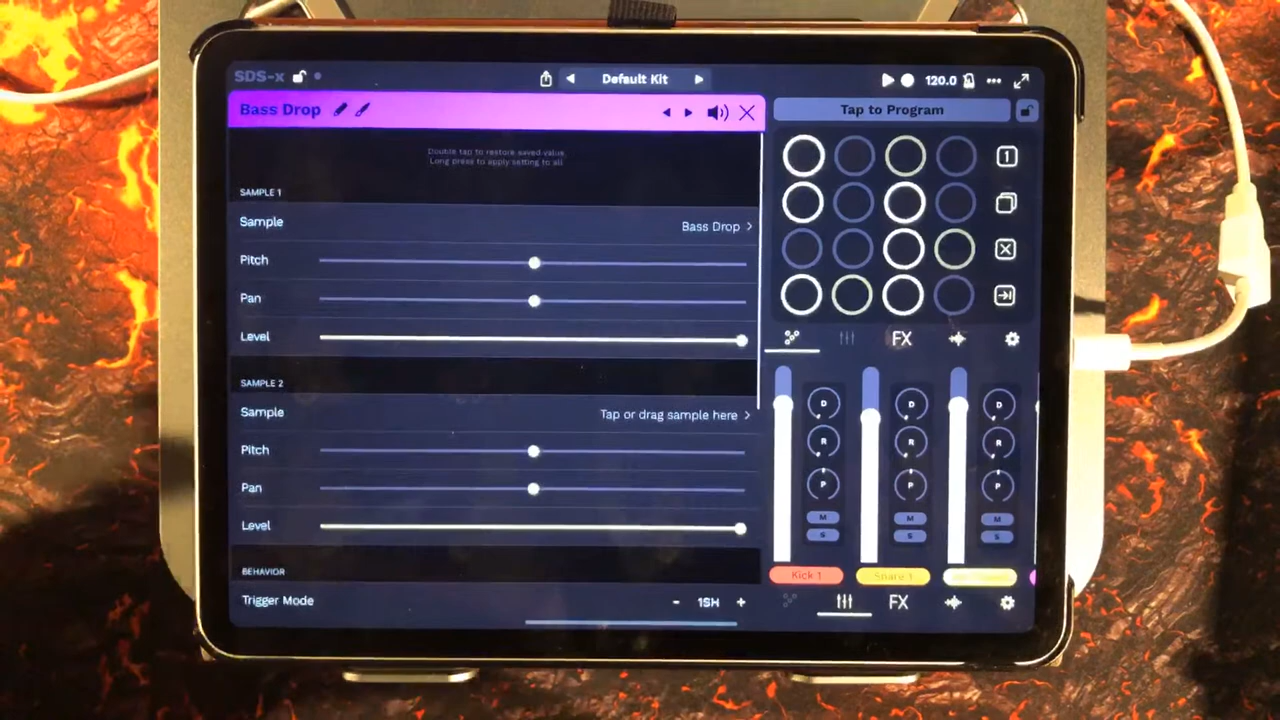 SDS-x
Default Kit
120.0
Bass Drop
Tap to Program
Double tap to restore saved value
Long press to apply setting to all
SAMPLE 1
Sample
Bass Drop
Pitch
Pan
Level
SAMPLE 2
Sample
Tap or drag sample here
Pitch
Pan
Level
BEHAVIOR
Trigger Mode
- 1SH +
1
FX
D D D
R R R
P P P
M M M
S S S
Kick 1
Snare 1
FX